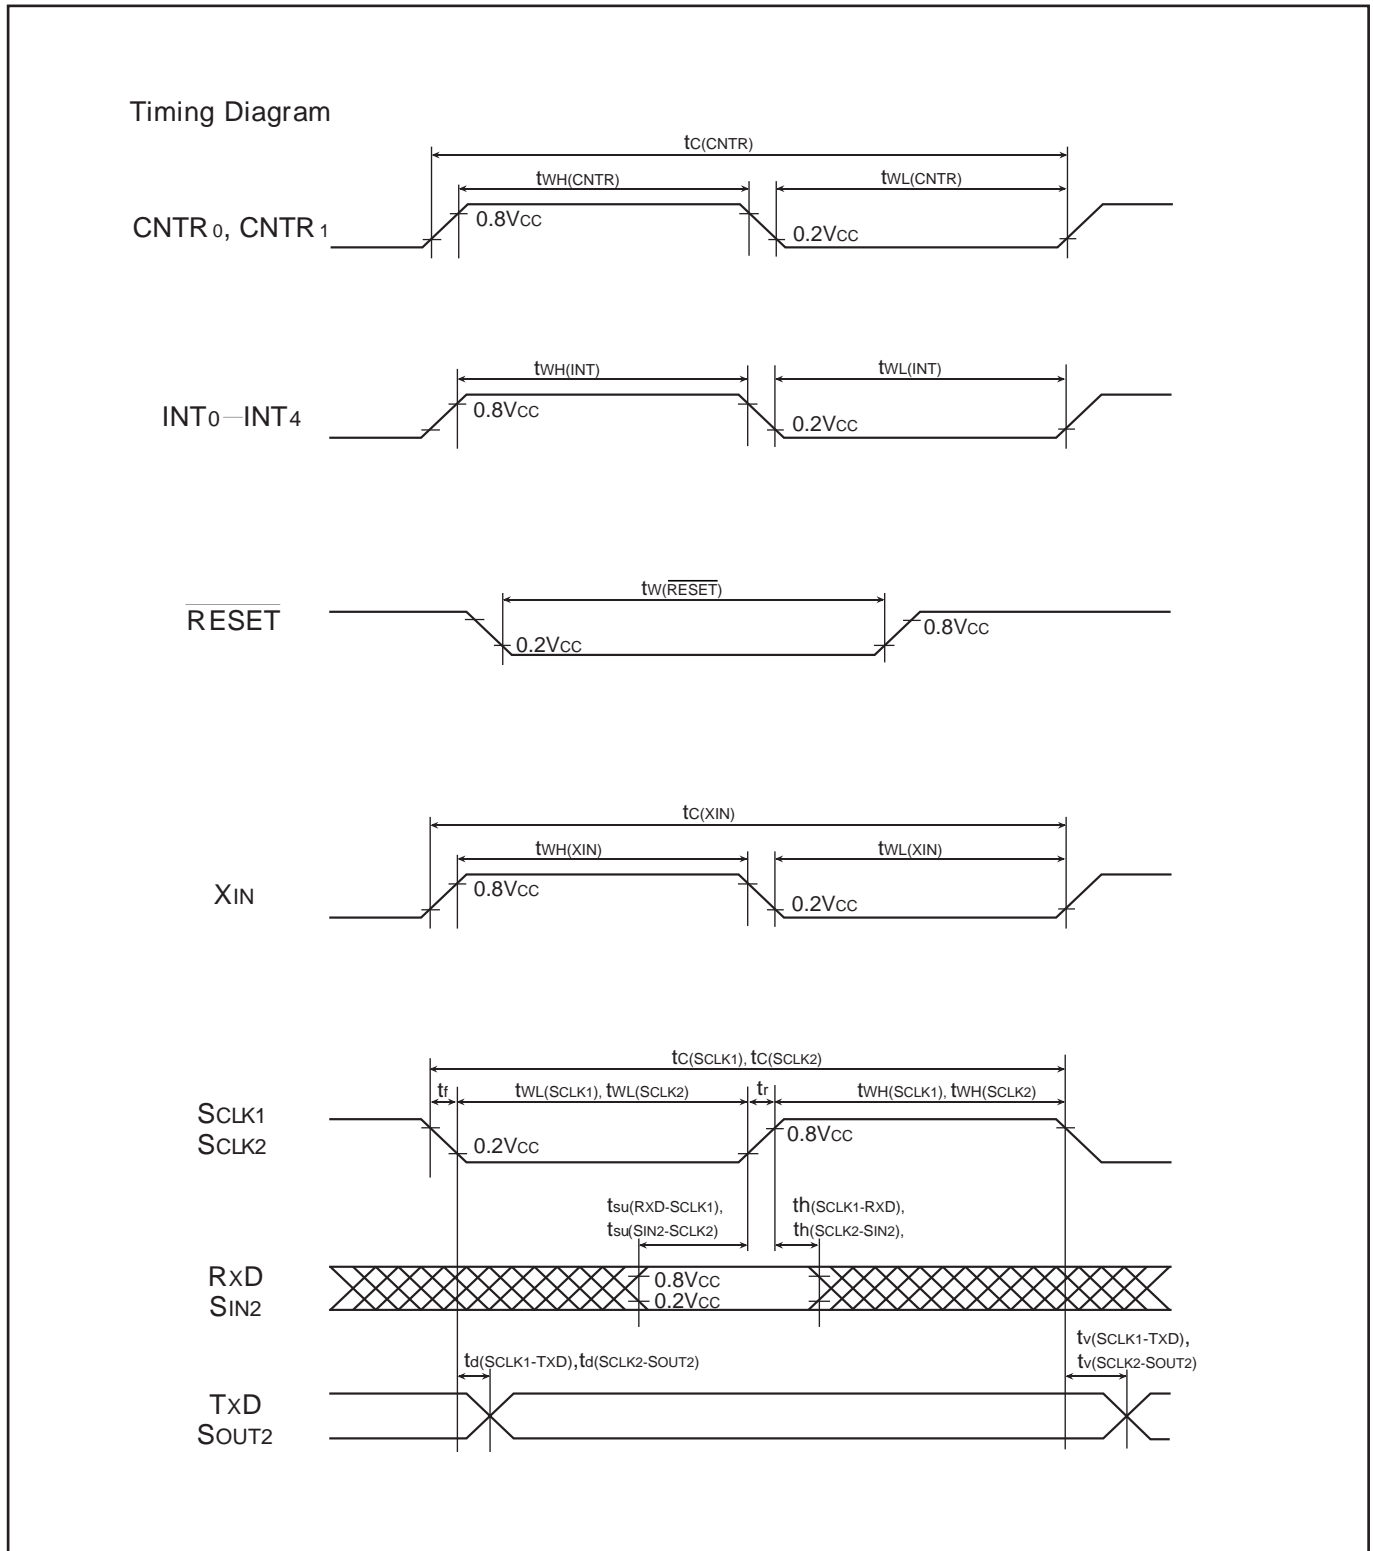 Timing Diagram
tC(CNTR)
tWH(CNTR)
tWL(CNTR)
CNTR0, CNTR1
0.8VCC
0.2VCC
tWH(INT)
tWL(INT)
INT0—INT4
0.8VCC
0.2VCC
tW(RESET)
RESET
0.2VCC
0.8VCC
tC(XIN)
tWH(XIN)
tWL(XIN)
XIN
0.8VCC
0.2VCC
tC(SCLK1), tC(SCLK2)
tf
tWL(SCLK1), tWL(SCLK2)
tr
tWH(SCLK1), tWH(SCLK2)
SCLK1
SCLK2
0.2VCC
0.8VCC
tsu(RXD-SCLK1),
tsu(SIN2-SCLK2)
th(SCLK1-RXD),
th(SCLK2-SIN2),
RXD
SIN2
0.8VCC
0.2VCC
td(SCLK1-TXD),td(SCLK2-SOUT2)
tv(SCLK1-TXD),
tv(SCLK2-SOUT2)
TXD
SOUT2